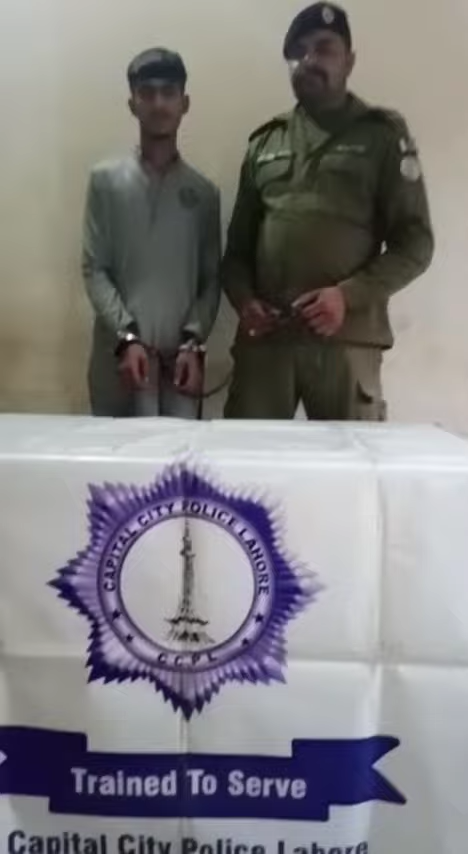 CAPITAL CITY POLICE LAHORE
C.C.P.L
Trained To Serve
Capital City Police Lahore